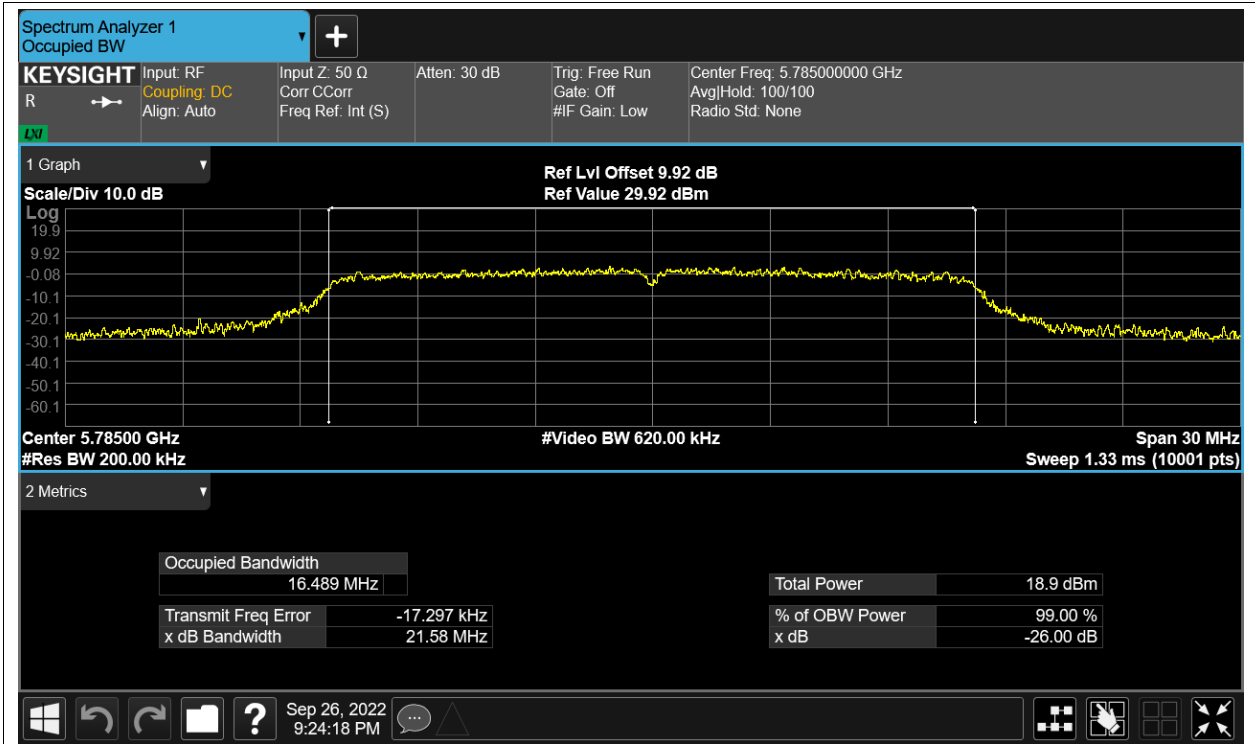 Spectrum Analyzer 1
Occupied BW
KEYSIGHT
R
LXI
Input: RF
Coupling: DC
Align: Auto
Input Z: 50 Ω
Corr CCorr
Freq Ref: Int (S)
Atten: 30 dB
Trig: Free Run
Gate: Off
#IF Gain: Low
Center Freq: 5.785000000 GHz
Avg|Hold: 100/100
Radio Std: None
1 Graph
Scale/Div 10.0 dB
Ref Lvl Offset 9.92 dB
Ref Value 29.92 dBm
Log
19.9
9.92
-0.08
-10.1
-20.1
-30.1
-40.1
-50.1
-60.1
Center 5.78500 GHz
#Video BW 620.00 kHz
Span 30 MHz
#Res BW 200.00 kHz
Sweep 1.33 ms (10001 pts)
2 Metrics
Occupied Bandwidth
16.489 MHz
Transmit Freq Error -17.297 kHz
x dB Bandwidth 21.58 MHz
Total Power 18.9 dBm
% of OBW Power 99.00 %
x dB -26.00 dB
?
Sep 26, 2022
9:24:18 PM